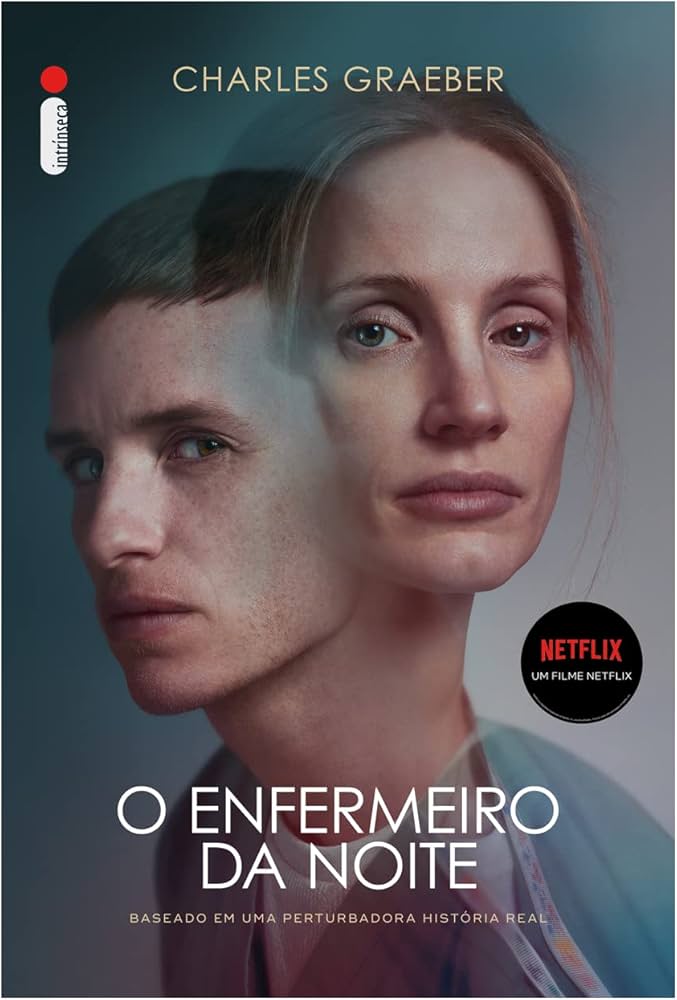 CHARLES GRAEBER
intrínseca
NETFLIX
UM FILME NETFLIX
O ENFERMEIRO
DA NOITE
BASEADO EM UMA PERTURBADORA HISTÓRIA REAL